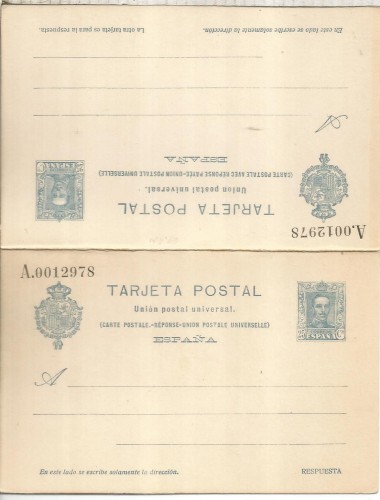 En este lado se escribe solamente la dirección.
La otra tarjeta es para la respuesta.
A
ESPAÑA
(CARTE POSTALE AVEC RÉPONSE PAYÉE-UNION POSTALE UNIVERSELLE)
Unión postal universal.
TARJETA POSTAL
ESPAÑA
A.0012978
A.0012978
TARJETA POSTAL
Unión postal universal.
(CARTE POSTALE.-RÉPONSE-UNION POSTALE UNIVERSELLE)
ESPAÑA
ESPAÑA
A
En este lado se escribe solamente la dirección.
RESPUESTA